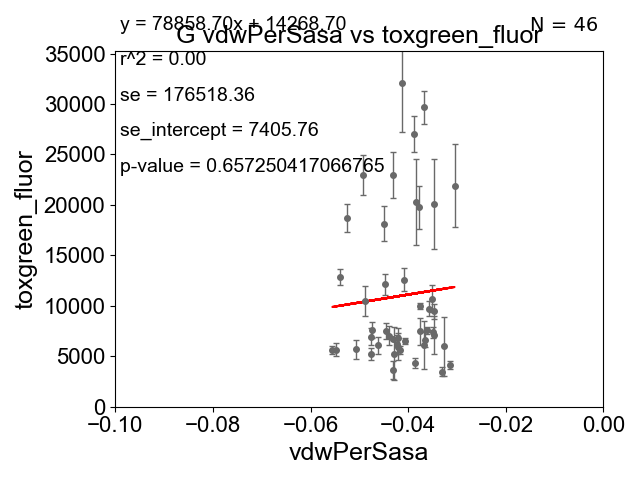 y = 78858.70x + 14268.70
N = 46
G vdwPerSasa vs toxgreen_fluor
r^2 = 0.00
se = 176518.36
se_intercept = 7405.76
p-value = 0.657250417066765
toxgreen_fluor
35000
30000
25000
20000
15000
10000
5000
0
−0.10
−0.08
−0.06
−0.04
−0.02
0.00
vdwPerSasa